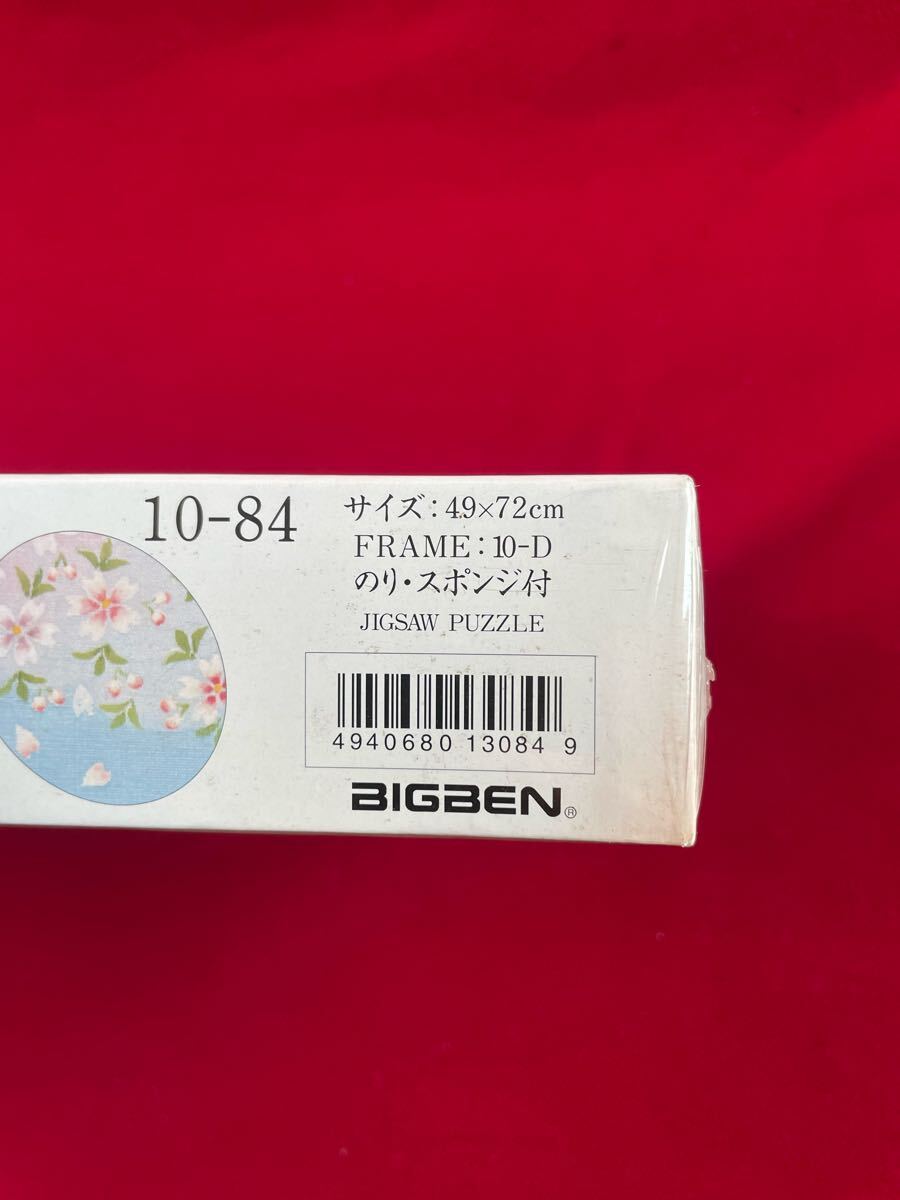 10-84
サイズ:49×72cm
FRAME:10-D
のり・スポンジ付
JIGSAW PUZZLE
4940680 13084 9
BIGBEN®